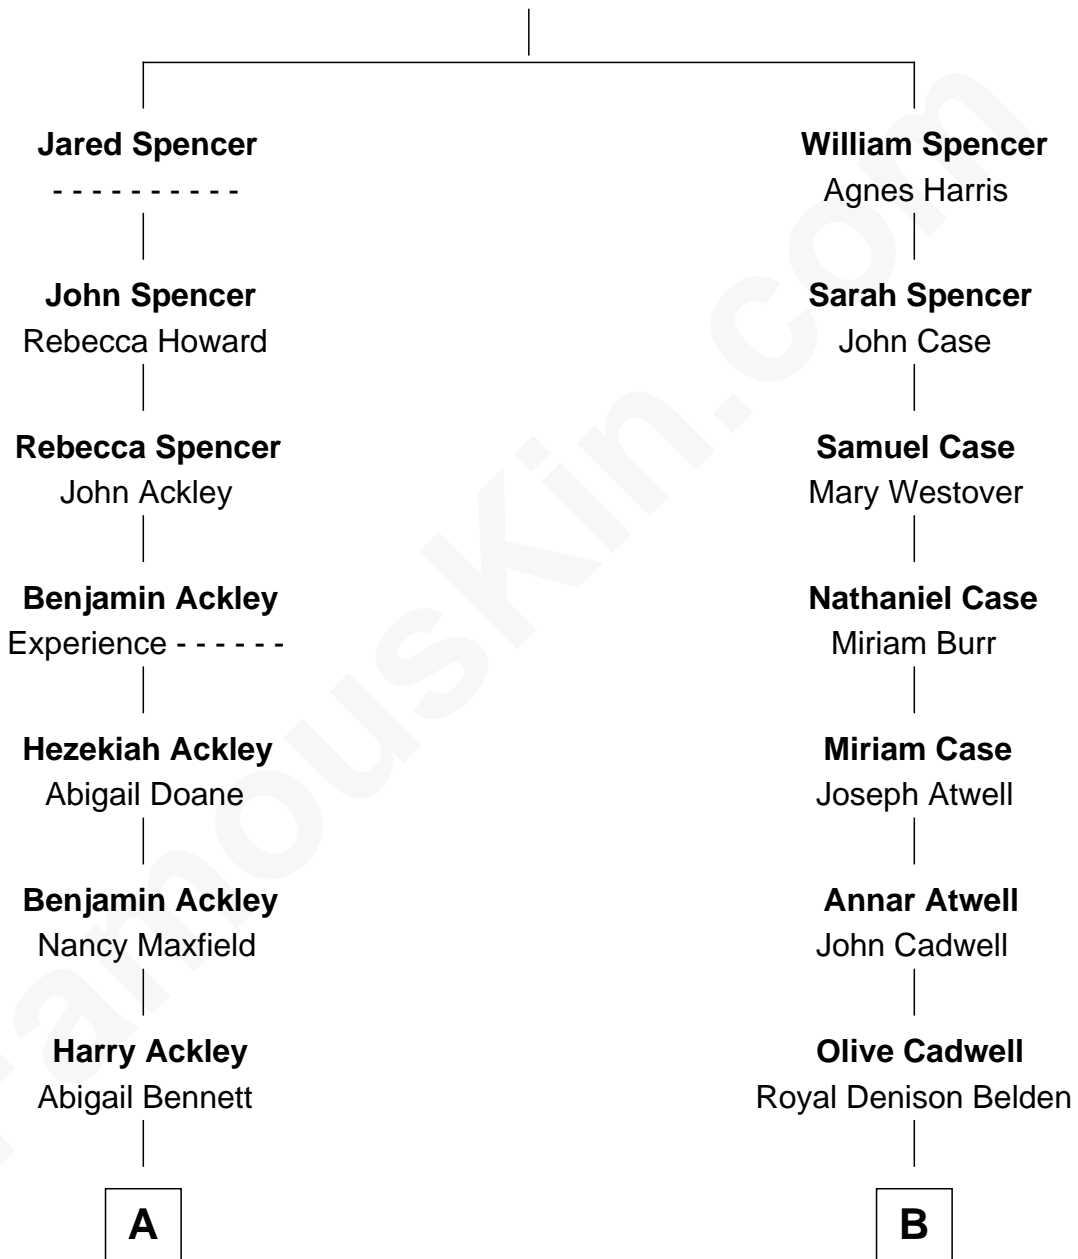 Jared Spencer
- - - - - - - - - -
John Spencer
Rebecca Howard
Rebecca Spencer
John Ackley
Benjamin Ackley
Experience - - - - - -
Hezekiah Ackley
Abigail Doane
Benjamin Ackley
Nancy Maxfield
Harry Ackley
Abigail Bennett
A
William Spencer
Agnes Harris
Sarah Spencer
John Case
Samuel Case
Mary Westover
Nathaniel Case
Miriam Burr
Miriam Case
Joseph Atwell
Annar Atwell
John Cadwell
Olive Cadwell
Royal Denison Belden
B
FamousKin.com